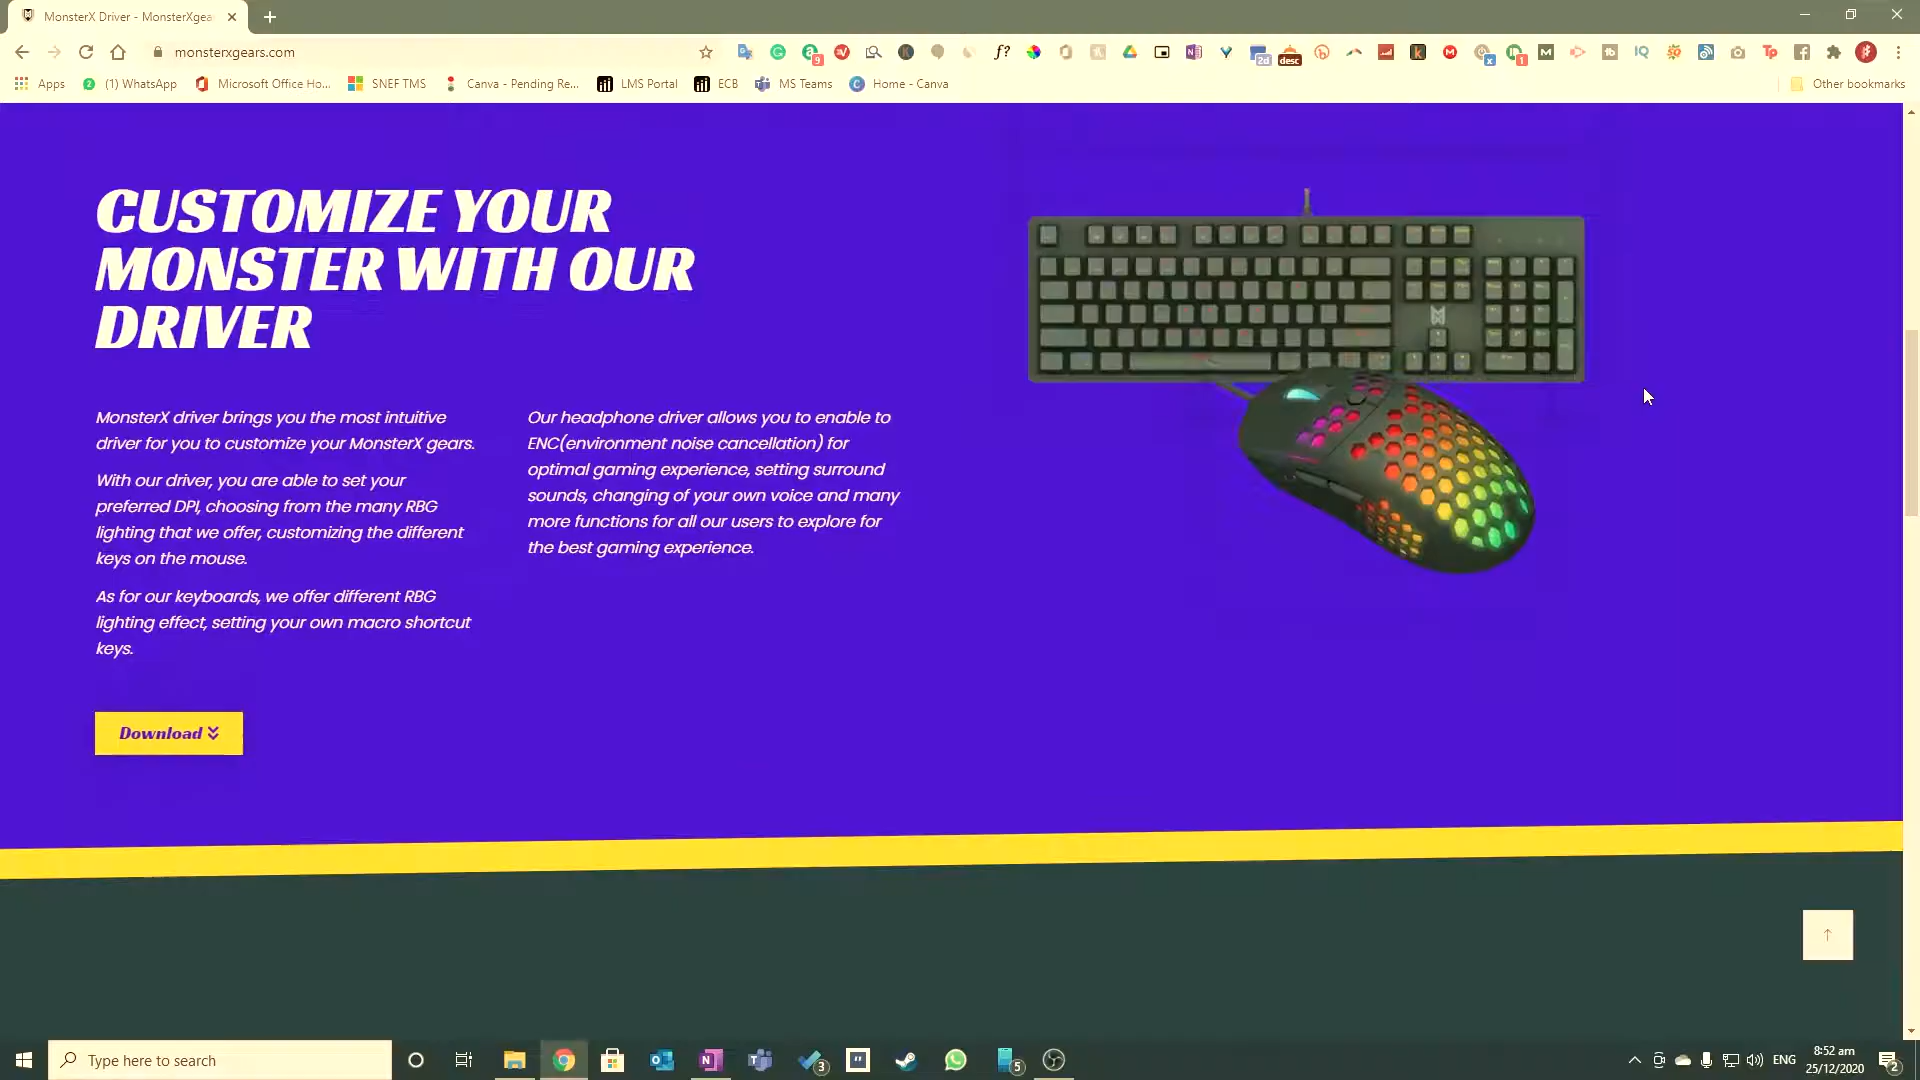 MonsterX Driver - MonsterXgea
monsterxgears.com
Apps
(1) WhatsApp
Microsoft Office Ho...
SNEF TMS
Canva - Pending Re...
LMS Portal
ECB
MS Teams
Home - Canva
Other bookmarks
CUSTOMIZE YOUR
MONSTER WITH OUR
DRIVER
MonsterX driver brings you the most intuitive
driver for you to customize your MonsterX gears.
With our driver, you are able to set your
preferred DPI, choosing from the many RBG
lighting that we offer, customizing the different
keys on the mouse.
As for our keyboards, we offer different RBG
lighting effect, setting your own macro shortcut
keys.
Our headphone driver allows you to enable to
ENC(environment noise cancellation) for
optimal gaming experience, setting surround
sounds, changing of your own voice and many
more functions for all our users to explore for
the best gaming experience.
Download
Type here to search
ENG
8:52 am
25/12/2020